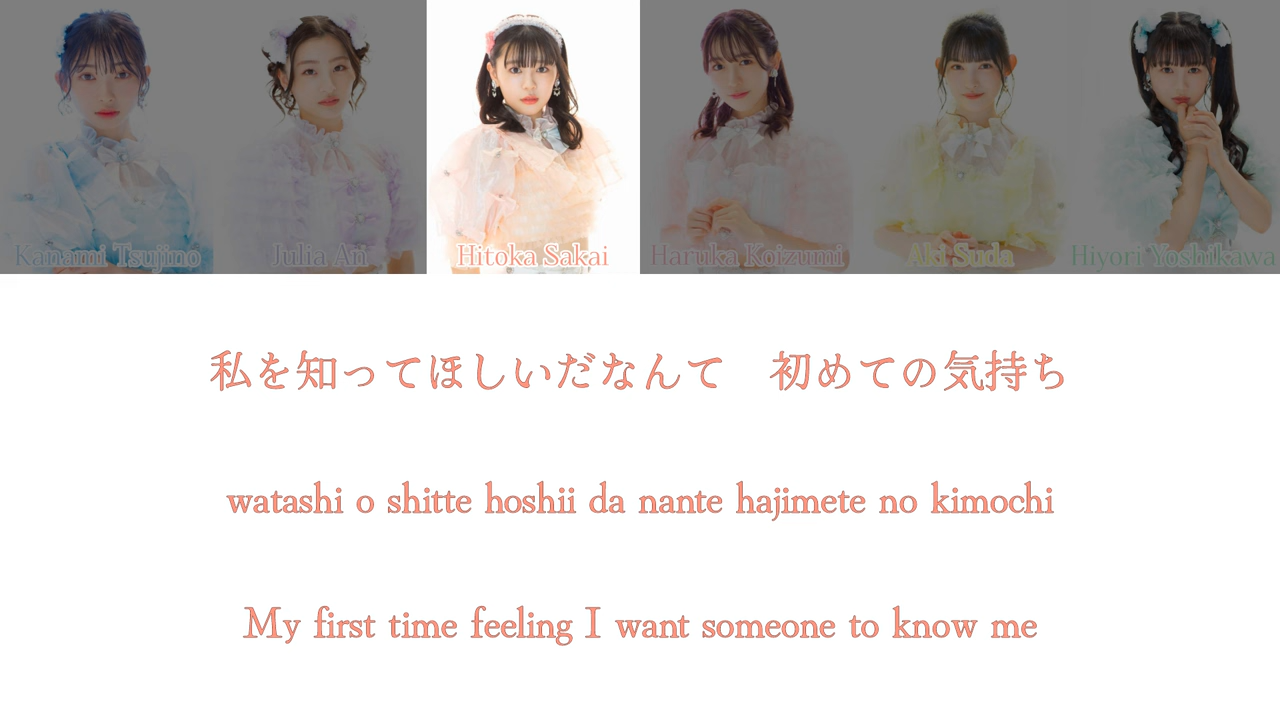 Kanami Tsujino
Julia An
Hitoka Sakai
Haruka Koizumi
Aki Suda
Hiyori Yoshikawa
私を知ってほしいだなんて　初めての気持ち
watashi o shitte hoshii da nante hajimete no kimochi
My first time feeling I want someone to know me